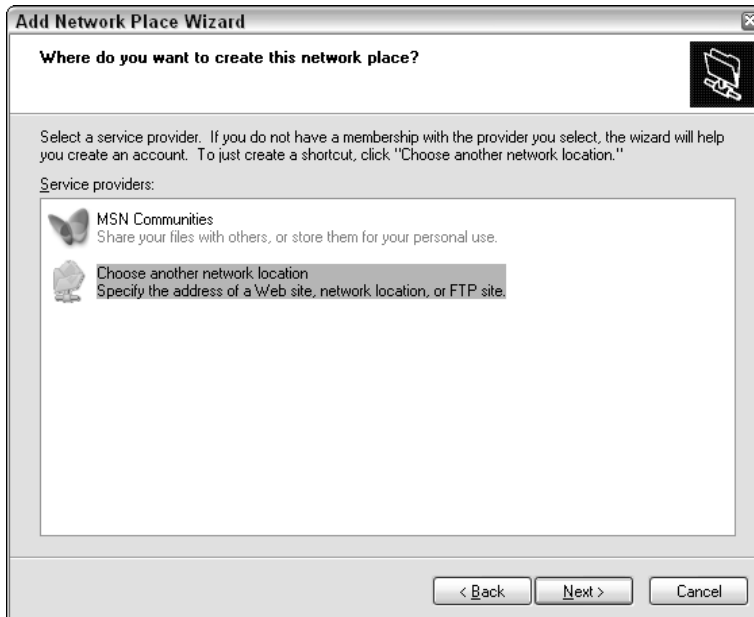 Add Network Place Wizard
Where do you want to create this network place?
Select a service provider. If you do not have a membership with the provider you select, the wizard will help
you create an account. To just create a shortcut, click "Choose another network location."
Service providers:
MSN Communities
Share your files with others, or store them for your personal use.
Choose another network location
Specify the address of a Web site, network location, or FTP site.
< Back
Next >
Cancel